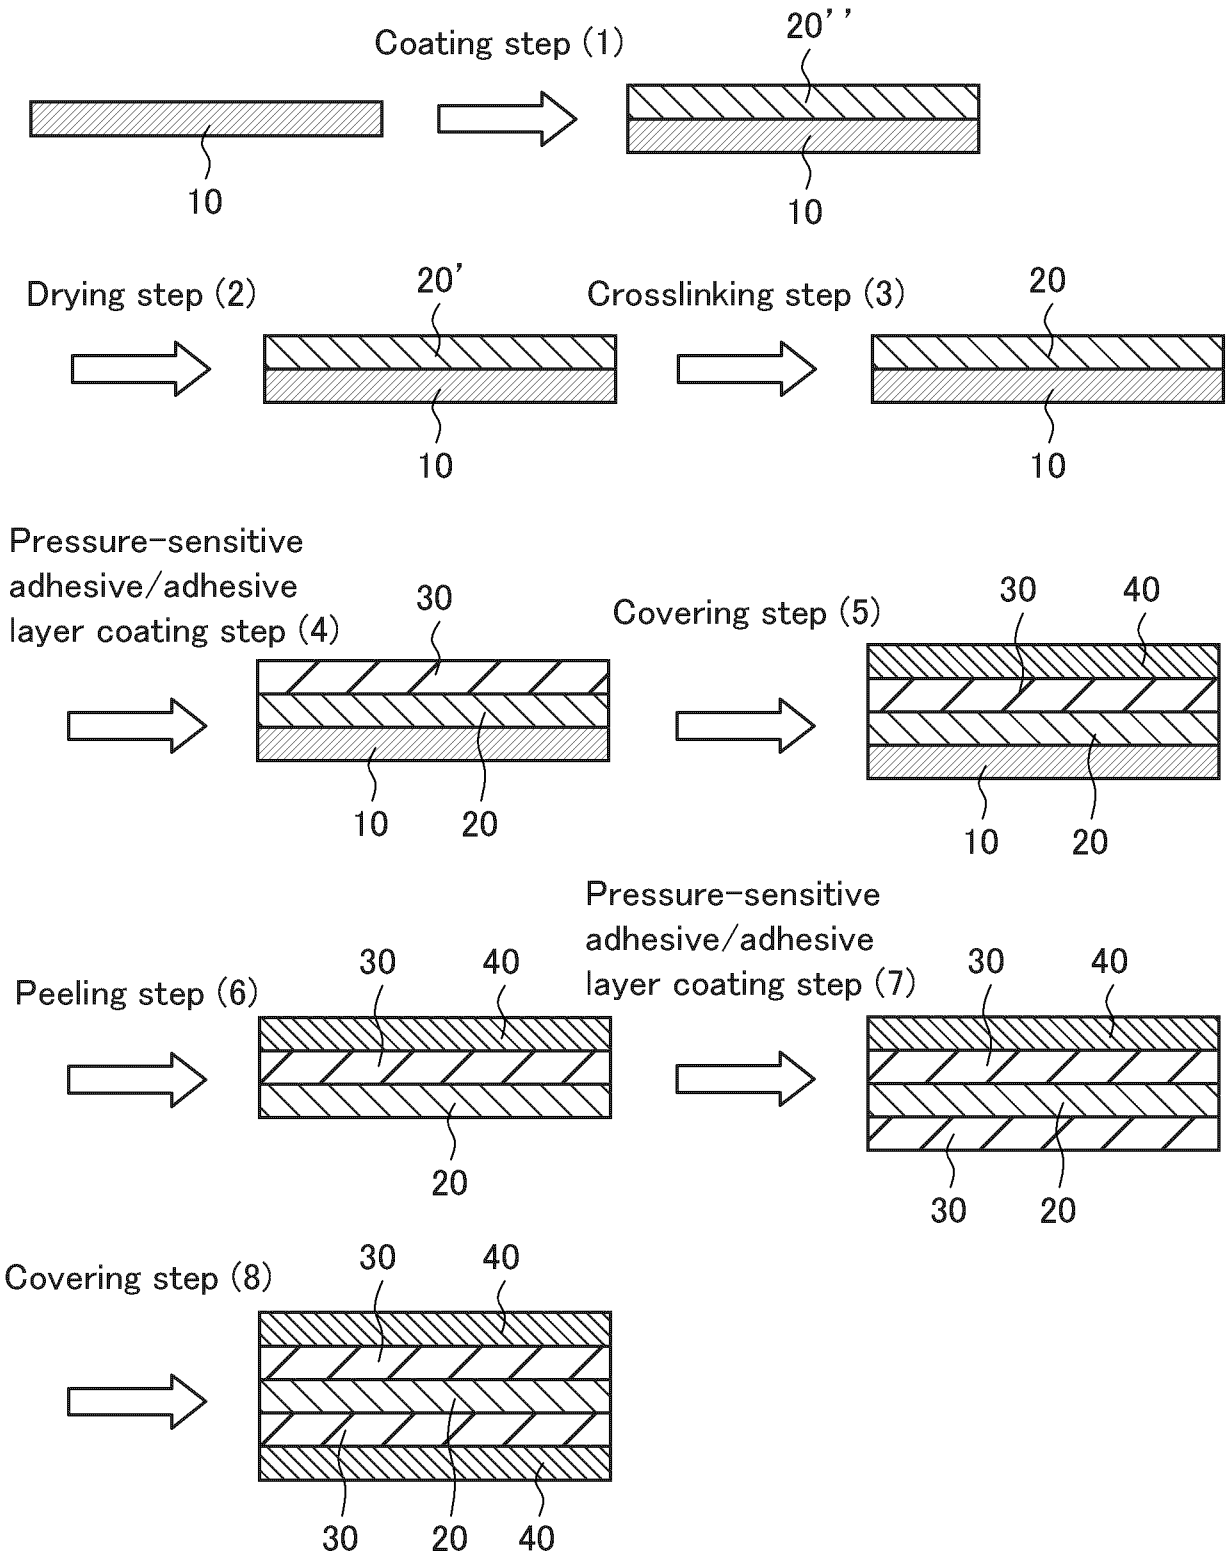 Coating step (1)
20''
10
10
Drying step (2)
20'
10
Crosslinking step (3)
20
10
Pressure-sensitive
adhesive/adhesive
layer coating step (4)
30
10
20
Covering step (5)
30
40
10
20
Peeling step (6)
30
40
20
Pressure-sensitive
adhesive/adhesive
layer coating step (7)
30
40
30
20
Covering step (8)
30
40
30
20
40